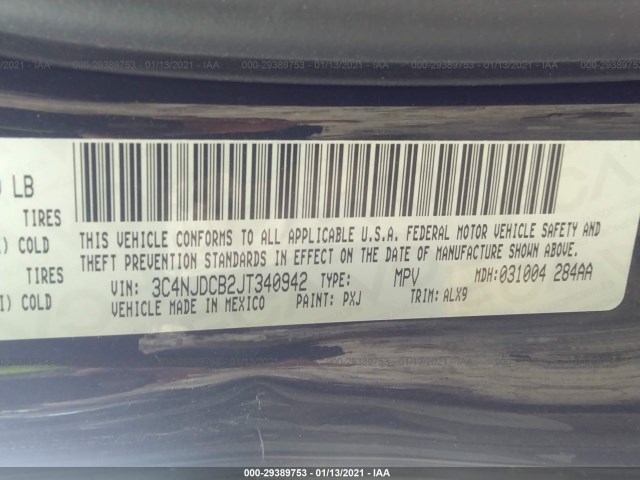 000-29389753 | 01/13/2021 | IAA
LB
TIRES
COLD
TIRES
COLD
THIS VEHICLE CONFORMS TO ALL APPLICABLE U.S.A. FEDERAL MOTOR VEHICLE SAFETY AND
THEFT PREVENTION STANDARDS IN EFFECT ON THE DATE OF MANUFACTURE SHOWN ABOVE.
VIN: 3C4NJDCB2JT340942 TYPE: MPV MDH:031004 284AA
VEHICLE MADE IN MEXICO PAINT: PXJ TRIM: ALX9
000-29389753 | 01/13/2021 | IAA